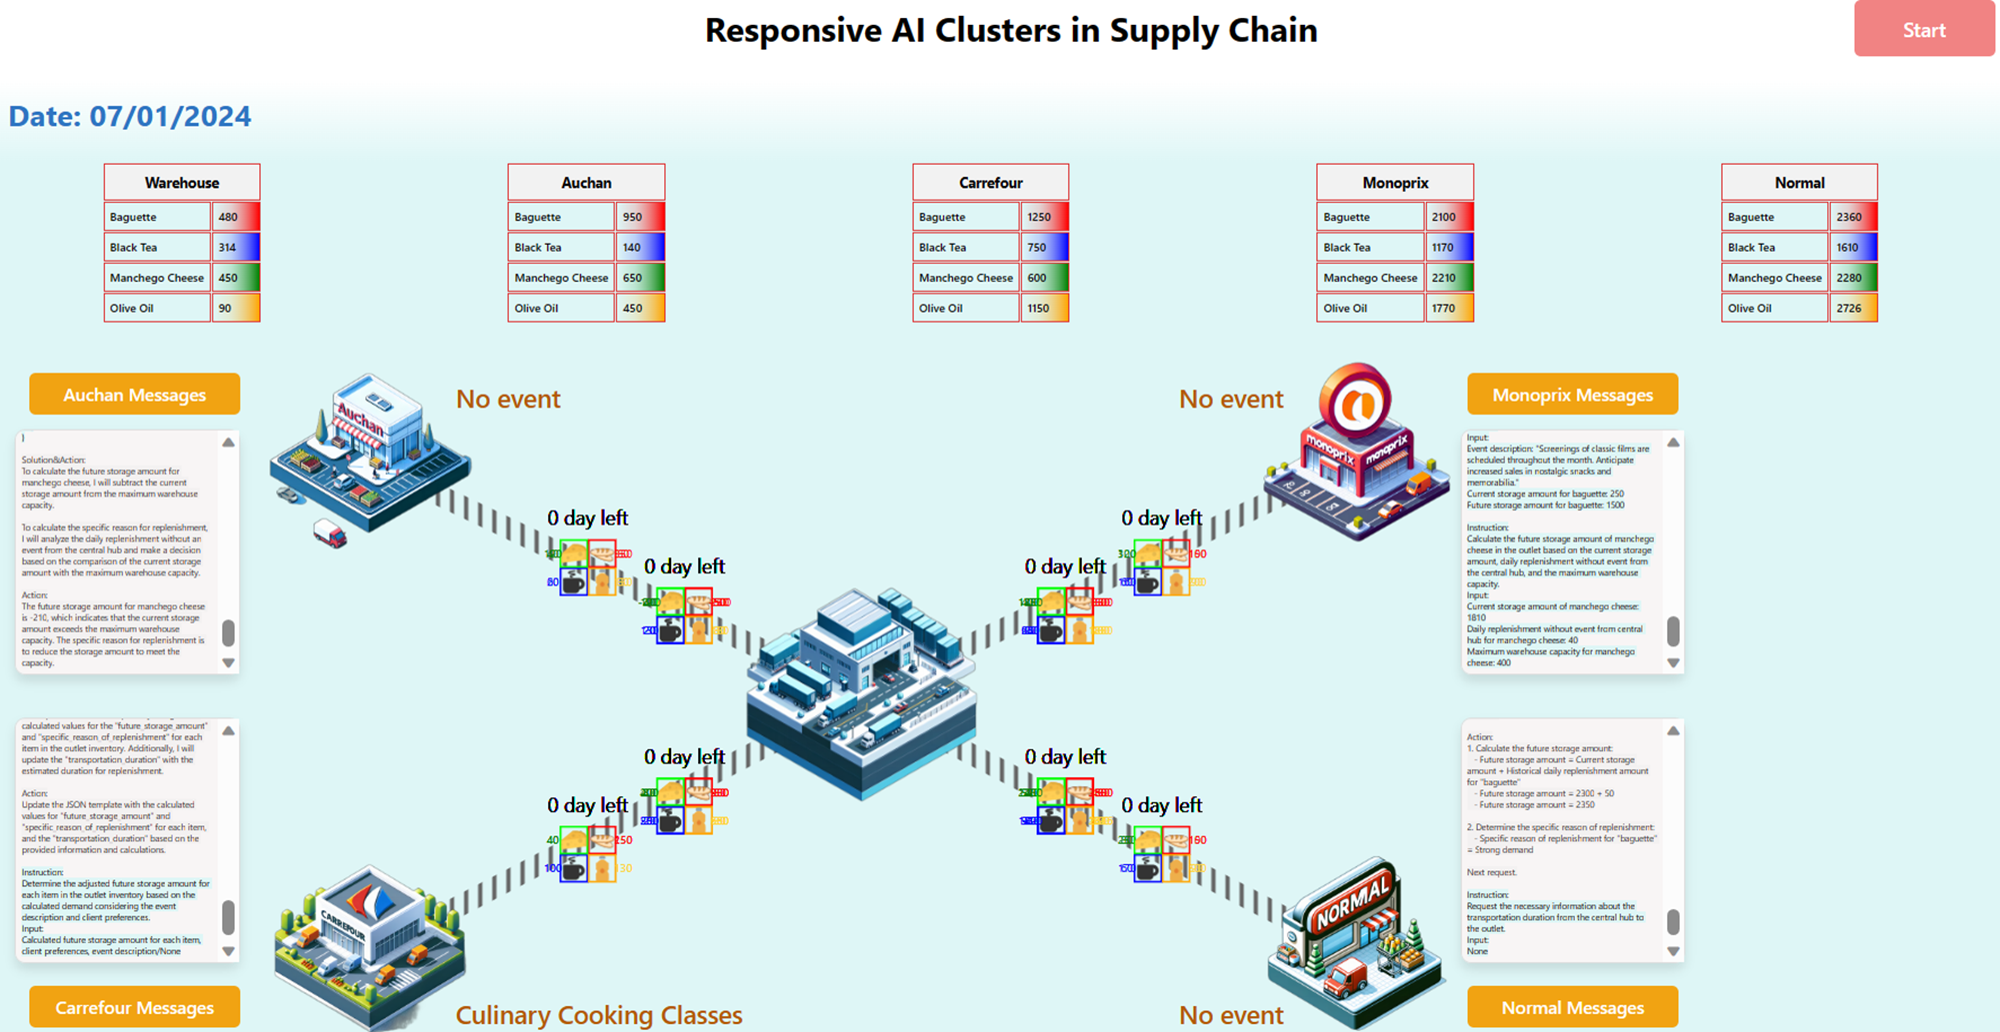 Responsive AI Clusters in Supply Chain
Start
Date: 07/01/2024
Warehouse
Baguette 480
Black Tea 314
Manchego Cheese 450
Olive Oil 90
Auchan
Baguette 950
Black Tea 140
Manchego Cheese 650
Olive Oil 450
Carrefour
Baguette 1250
Black Tea 750
Manchego Cheese 600
Olive Oil 1150
Monoprix
Baguette 2100
Black Tea 1170
Manchego Cheese 2210
Olive Oil 1770
Normal
Baguette 2360
Black Tea 1610
Manchego Cheese 2280
Olive Oil 2726
Auchan Messages
}
Solution&Action:
To calculate the future storage amount for
manchego cheese, I will subtract the current
storage amount from the maximum warehouse
capacity.
To calculate the specific reason for replenishment,
I will analyze the daily replenishment without an
event from the central hub and make a decision
based on the comparison of the current storage
amount with the maximum warehouse capacity.
Action:
The future storage amount for manchego cheese
is -210, which indicates that the current storage
amount exceeds the maximum warehouse
capacity. The specific reason for replenishment is
to reduce the storage amount to meet the
capacity.
Auchan
No event
No event
monoprix
monoprix
Monoprix Messages
Input:
Event description: "Screenings of classic films are
scheduled throughout the month. Anticipate
increased sales in nostalgic snacks and
memorabilia."
Current storage amount for baguette: 250
Future storage amount for baguette: 1500
Instruction:
Calculate the future storage amount of manchego
cheese in the outlet based on the current storage
amount, daily replenishment without event from
the central hub, and the maximum warehouse
capacity.
Input:
Current storage amount of manchego cheese:
1810
Daily replenishment without event from central
hub for manchego cheese: 40
Maximum warehouse capacity for manchego
cheese: 400
0 day left
0 day left
0 day left
0 day left
0 day left
0 day left
40
150
100
130
0 day left
0 day left
calculated values for the "future_storage_amount"
and "specific_reason_of_replenishment" for each
item in the outlet inventory. Additionally, I will
update the "transportation_duration" with the
estimated duration for replenishment.
Action:
Update the JSON template with the calculated
values for "future_storage_amount" and
"specific_reason_of_replenishment" for each item,
and the "transportation_duration" based on the
provided information and calculations.
Instruction:
Determine the adjusted future storage amount for
each item in the outlet inventory based on the
calculated demand considering the event
description and client preferences.
Input:
Calculated future storage amount for each item,
client preferences, event description/None
Carrefour Messages
CARREFOUR
Culinary Cooking Classes
No event
NORMAL
Action:
1. Calculate the future storage amount:
- Future storage amount = Current storage
amount + Historical daily replenishment amount
for "baguette"
- Future storage amount = 2300 + 50
- Future storage amount = 2350
2. Determine the specific reason of replenishment:
- Specific reason of replenishment for "baguette"
= Strong demand
Next request.
Instruction:
Request the necessary information about the
transportation duration from the central hub to
the outlet.
Input:
None
Normal Messages